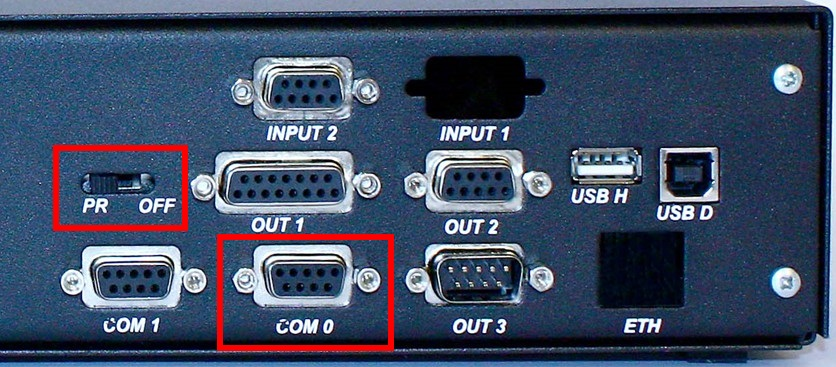 INPUT 2 INPUT 1
PR OFF
OUT 1 OUT 2 USB H USB D
COM 1 COM 0 OUT 3 ETH